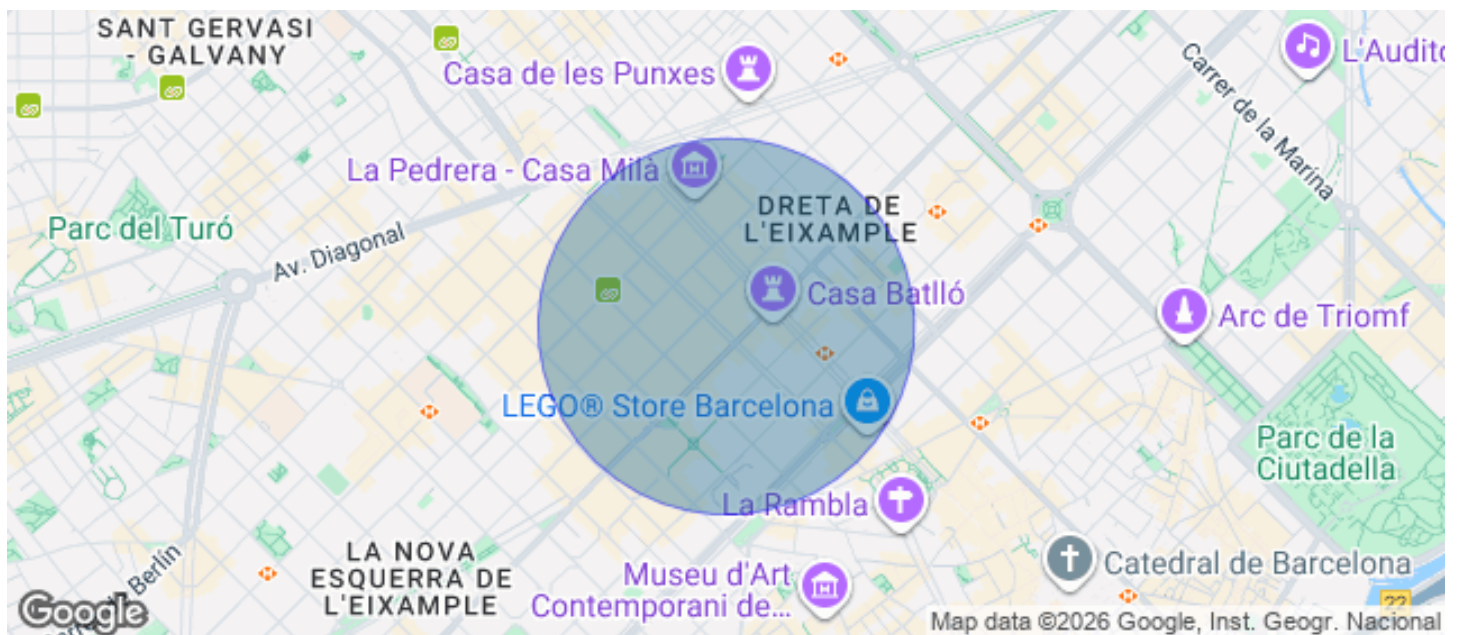 SANT GERVASI
- GALVANY
Casa de les Punxes
L'Audito
Carrer de la Marina
La Pedrera - Casa Milà
DRETA DE
L'EIXAMPLE
Parc del Turó
Av. Diagonal
Casa Batlló
Arc de Triomf
LEGO® Store Barcelona
Parc de la
Ciutadella
La Rambla
LA NOVA
ESQUERRA DE
L'EIXAMPLE
Museu d'Art
Contemporani de...
Catedral de Barcelona
Berlín
22
Google
Map data ©2026 Google, Inst. Geogr. Nacional